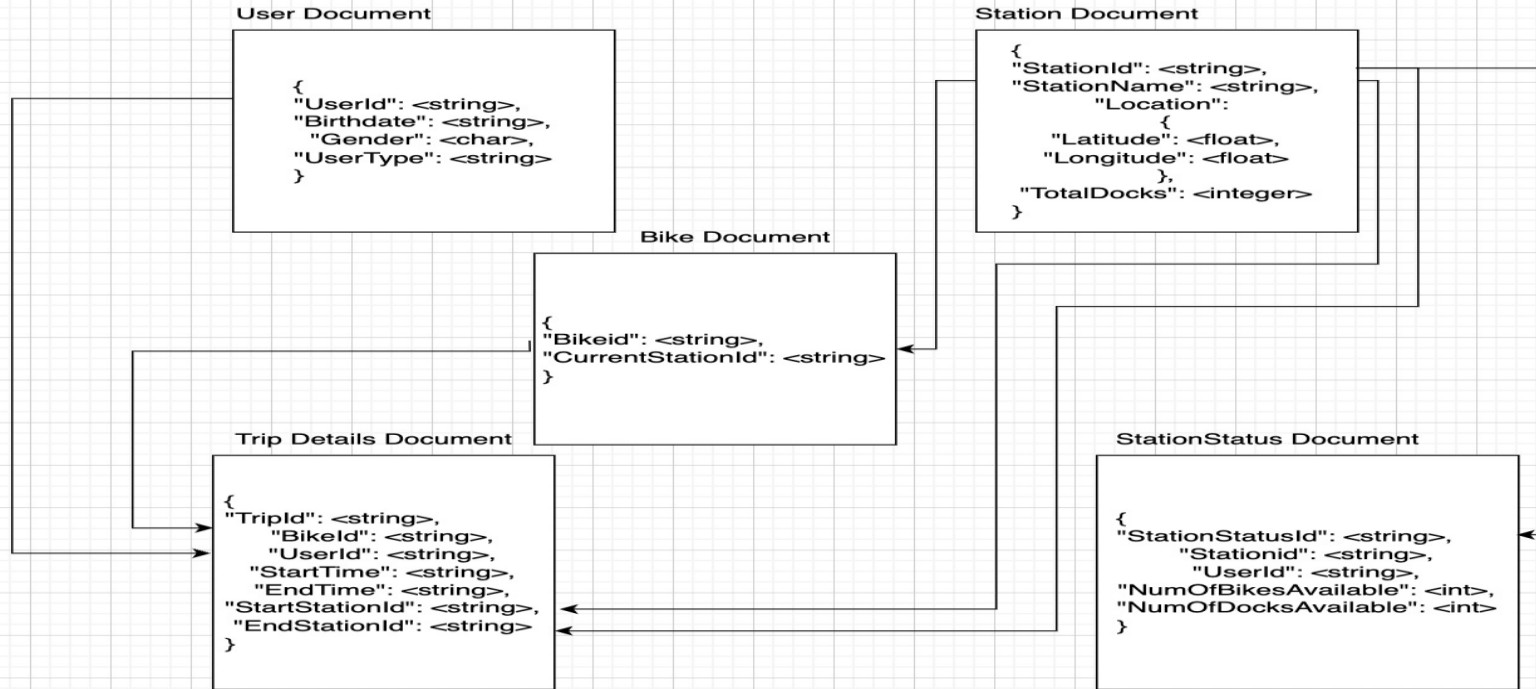 User Document
{
"UserId": <string>,
"Birthdate": <string>,
"Gender": <char>,
"UserType": <string>
}
Station Document
{
"StationId": <string>,
"StationName": <string>,
"Location":
{
"Latitude": <float>,
"Longitude": <float>
},
"TotalDocks": <integer>
}
Bike Document
{
"Bikeid": <string>,
"CurrentStationId": <string>
}
Trip Details Document
{
"TripId": <string>,
"BikeId": <string>,
"UserId": <string>,
"StartTime": <string>,
"EndTime": <string>,
"StartStationId": <string>,
"EndStationId": <string>
}
StationStatus Document
{
"StationStatusId": <string>,
"Stationid": <string>,
"UserId": <string>,
"NumOfBikesAvailable": <int>,
"NumOfDocksAvailable": <int>
}